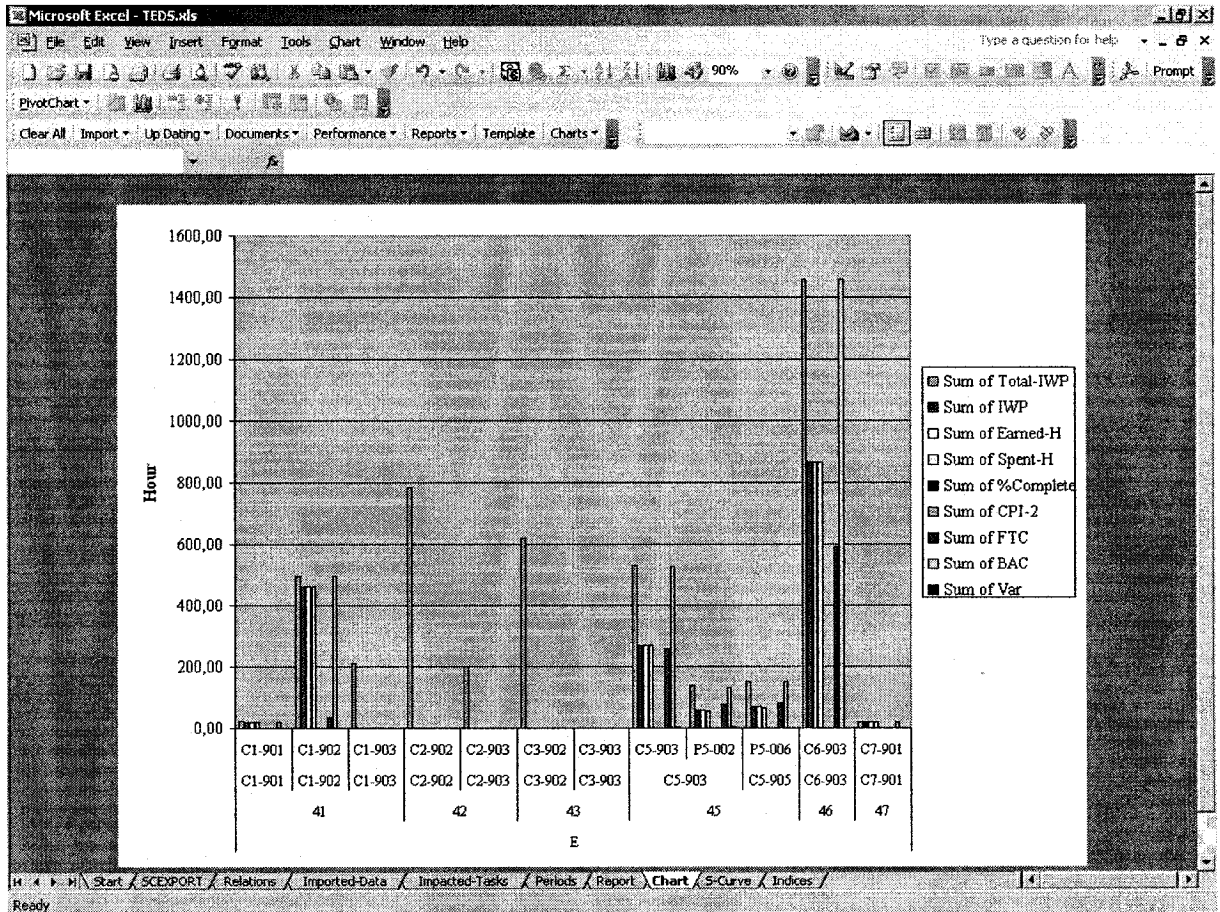 Microsoft Excel - TED5.xls
File Edit View Insert Format Tools Chart Window Help Type a question for help
90% Prompt
PivotChart
Clear All Import Up Dating Documents Performance Reports Template Charts
fx
1600,00
1400,00
1200,00
1000,00
800,00
600,00
400,00
200,00
0,00
Hour
Sum of Total-IWP
Sum of IWP
Sum of Earned-H
Sum of Spent-H
Sum of %Complete
Sum of CPI-2
Sum of FTC
Sum of BAC
Sum of Var
C1-901 C1-902 C1-903 C2-902 C2-903 C3-902 C3-903 C5-903 P5-002 P5-006 C6-903 C7-901
C1-901 C1-902 C1-903 C2-902 C2-903 C3-902 C3-903 C5-903 C5-905 C6-903 C7-901
41 42 43 45 46 47
E
Start SCEXPORT Relations Imported-Data Impacted-Tasks Periods Report Chart S-Curve Indices
Ready